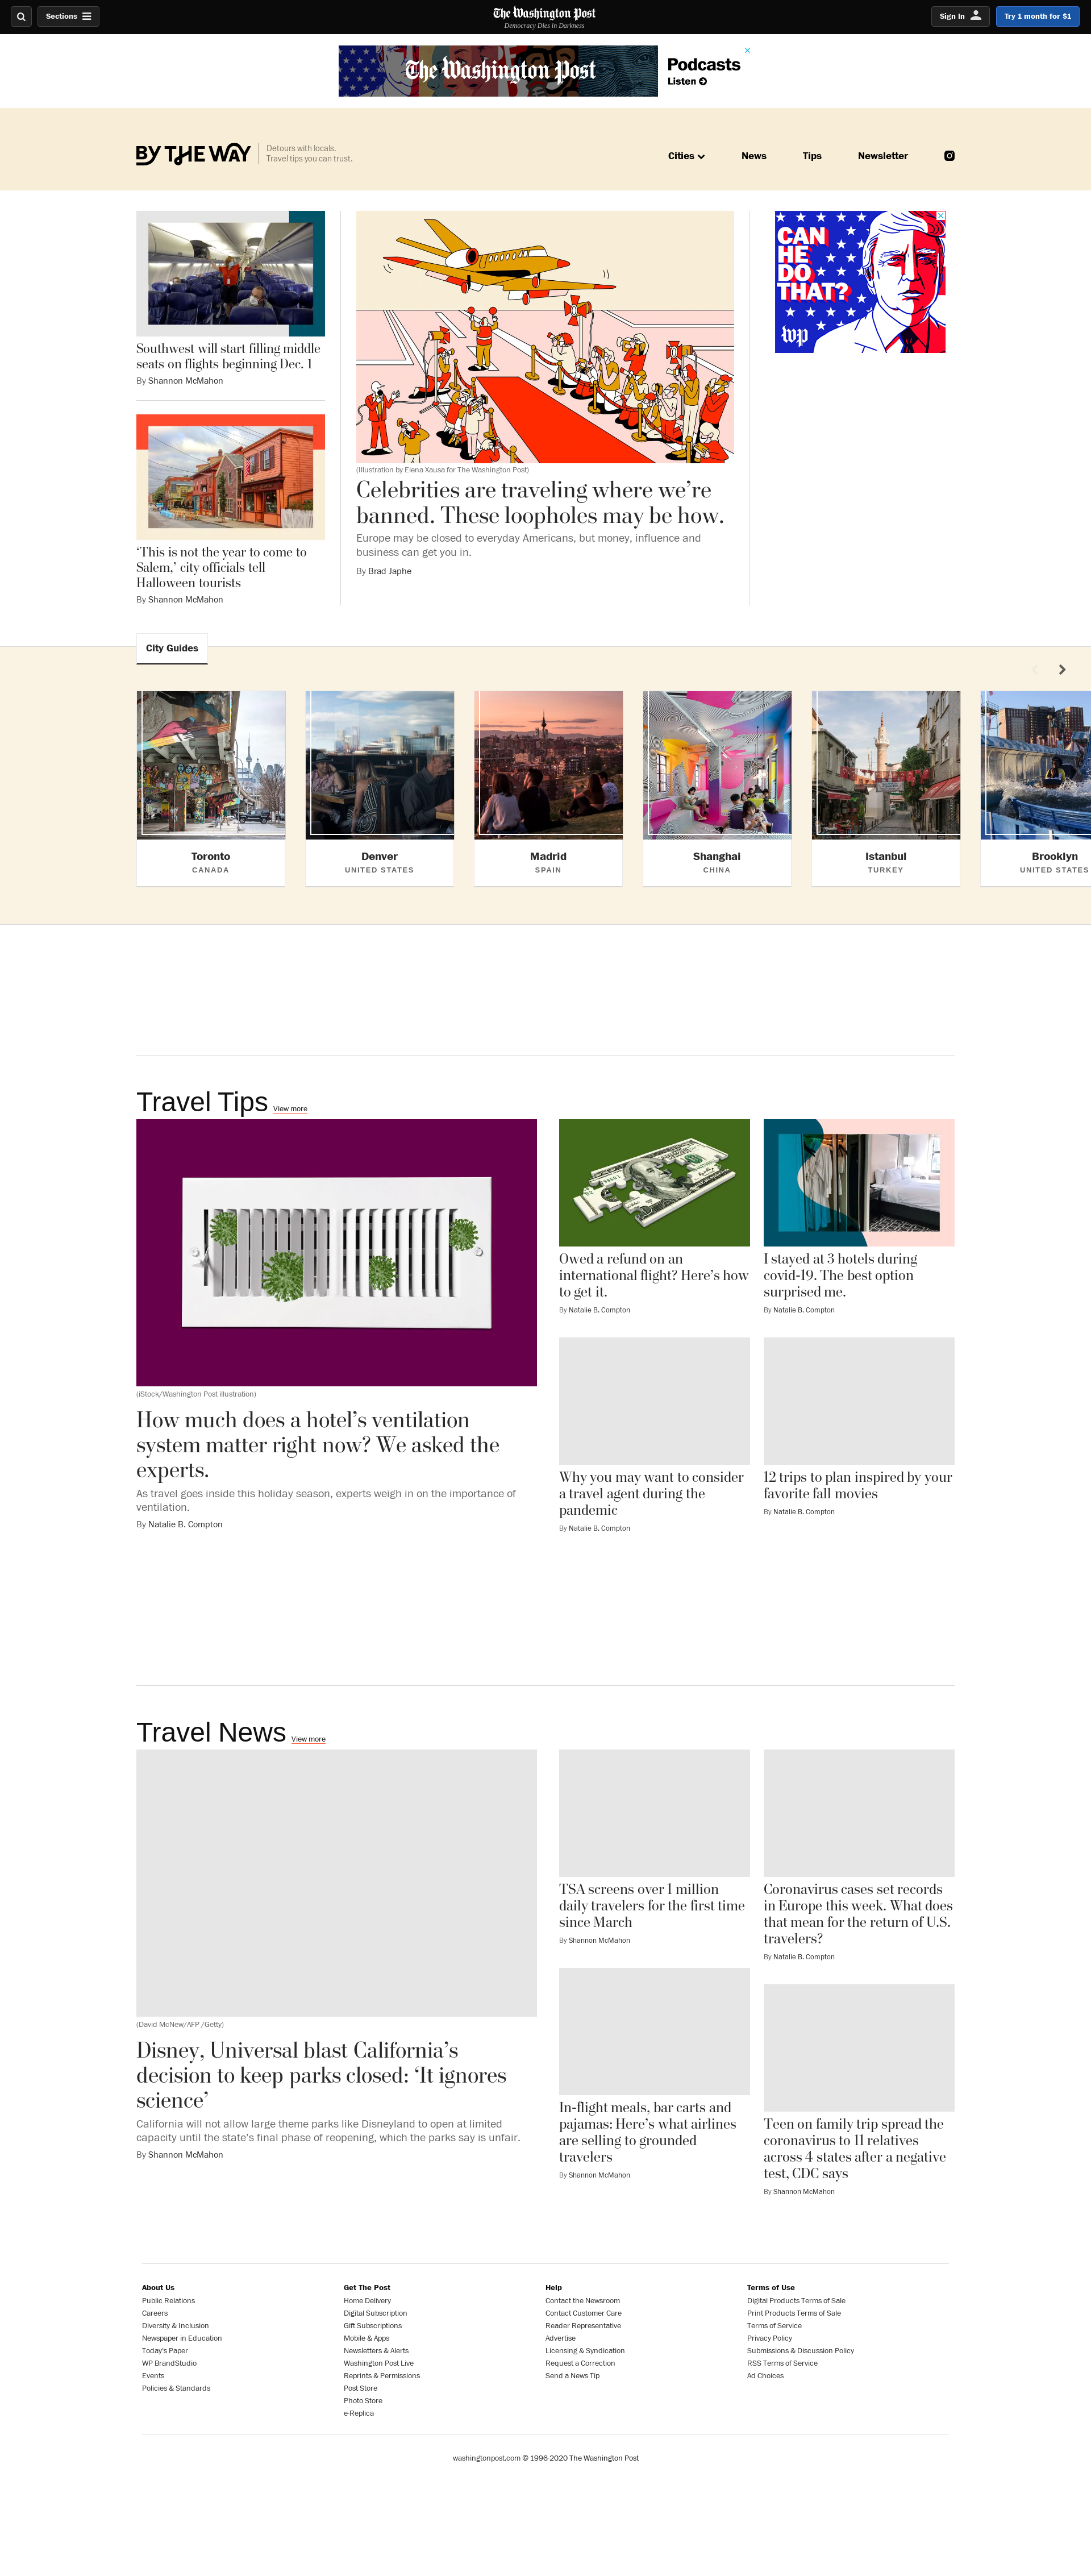 Sections
The Washington Post
Democracy Dies in Darkness
Sign In
Try 1 month for $1
The Washington Post
Podcasts
Listen
BY THE WAY
Detours with locals.
Travel tips you can trust.
Cities
News
Tips
Newsletter
Southwest will start filling middle
seats on flights beginning Dec. 1
By Shannon McMahon
‘This is not the year to come to
Salem,’ city officials tell
Halloween tourists
By Shannon McMahon
(Illustration by Elena Xausa for The Washington Post)
Celebrities are traveling where we’re
banned. These loopholes may be how.
Europe may be closed to everyday Americans, but money, influence and
business can get you in.
By Brad Japhe
CAN
HE
DO
THAT?
wp
City Guides
Toronto
CANADA
Denver
UNITED STATES
Madrid
SPAIN
Shanghai
CHINA
Istanbul
TURKEY
Brooklyn
UNITED STATES
Travel Tips View more
(iStock/Washington Post illustration)
How much does a hotel’s ventilation
system matter right now? We asked the
experts.
As travel goes inside this holiday season, experts weigh in on the importance of
ventilation.
By Natalie B. Compton
Owed a refund on an
international flight? Here’s how
to get it.
By Natalie B. Compton
I stayed at 3 hotels during
covid-19. The best option
surprised me.
By Natalie B. Compton
Why you may want to consider
a travel agent during the
pandemic
By Natalie B. Compton
12 trips to plan inspired by your
favorite fall movies
By Natalie B. Compton
Travel News View more
(David McNew/AFP /Getty)
Disney, Universal blast California’s
decision to keep parks closed: ‘It ignores
science’
California will not allow large theme parks like Disneyland to open at limited
capacity until the state’s final phase of reopening, which the parks say is unfair.
By Shannon McMahon
TSA screens over 1 million
daily travelers for the first time
since March
By Shannon McMahon
Coronavirus cases set records
in Europe this week. What does
that mean for the return of U.S.
travelers?
By Natalie B. Compton
In-flight meals, bar carts and
pajamas: Here’s what airlines
are selling to grounded
travelers
By Shannon McMahon
Teen on family trip spread the
coronavirus to 11 relatives
across 4 states after a negative
test, CDC says
By Shannon McMahon
About Us
Public Relations
Careers
Diversity & Inclusion
Newspaper in Education
Today's Paper
WP BrandStudio
Events
Policies & Standards
Get The Post
Home Delivery
Digital Subscription
Gift Subscriptions
Mobile & Apps
Newsletters & Alerts
Washington Post Live
Reprints & Permissions
Post Store
Photo Store
e-Replica
Help
Contact the Newsroom
Contact Customer Care
Reader Representative
Advertise
Licensing & Syndication
Request a Correction
Send a News Tip
Terms of Use
Digital Products Terms of Sale
Print Products Terms of Sale
Terms of Service
Privacy Policy
Submissions & Discussion Policy
RSS Terms of Service
Ad Choices
washingtonpost.com © 1996-2020 The Washington Post